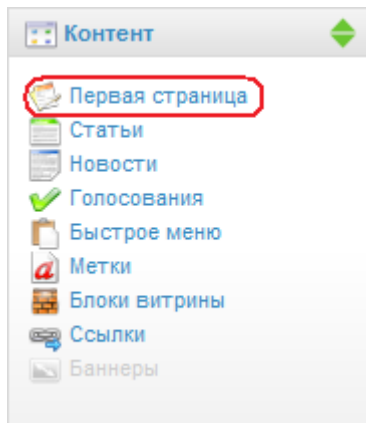 Контент
Первая страница
Статьи
Новости
Голосования
Быстрое меню
Метки
Блоки витрины
Ссылки
Баннеры